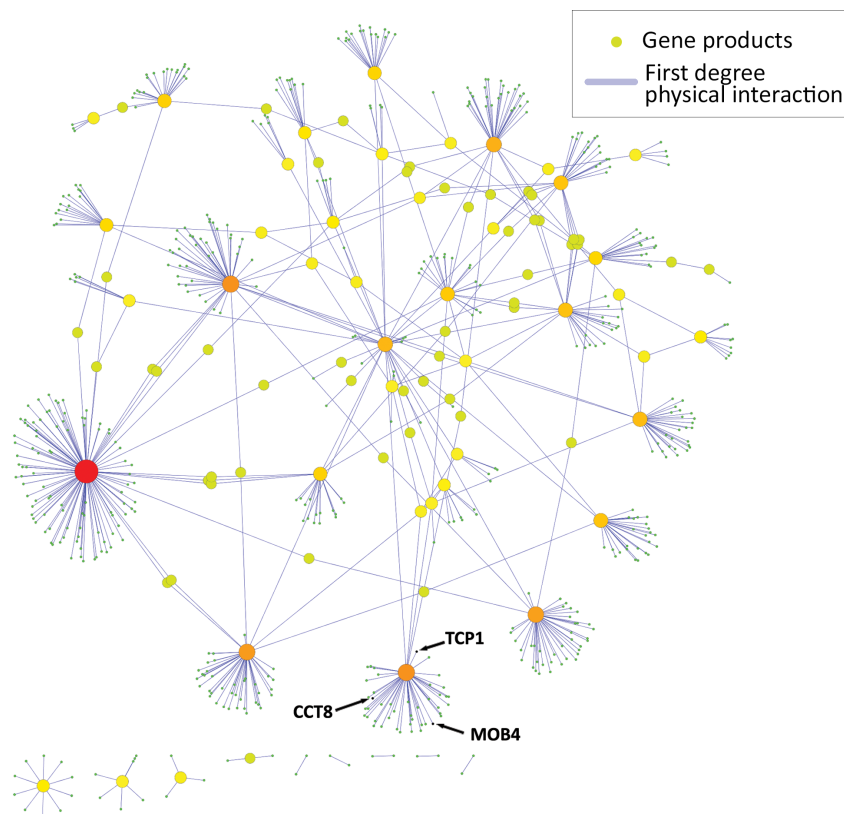 Gene products
First degree
physical interaction
TCP1
CCT8
MOB4